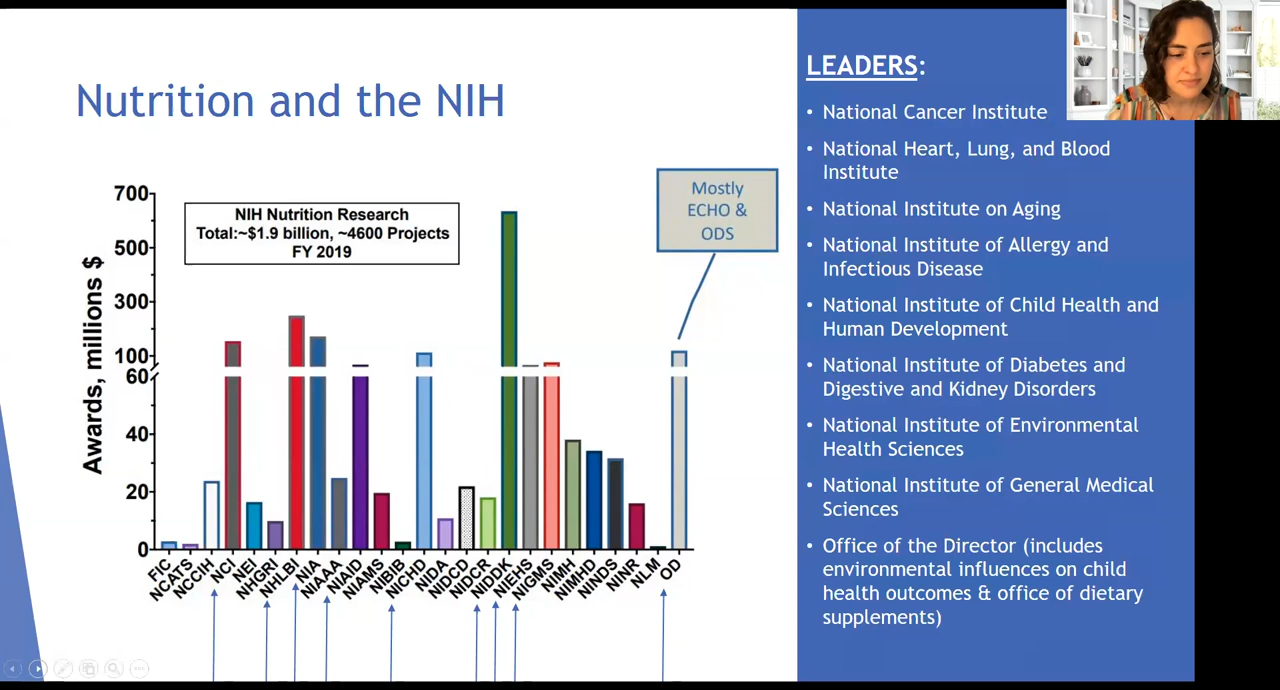 Nutrition and the NIH
NIH Nutrition Research
Total:~$1.9 billion, ~4600 Projects
FY 2019
Mostly
ECHO &
ODS
Awards, millions $
700
500
300
100
60
40
20
0
FIC
NCATS
NCCIH
NCI
NEI
NHGRI
NHLBI
NIA
NIAAA
NIAID
NIAMS
NIBIB
NICHD
NIDA
NIDCD
NIDCR
NIDDK
NIEHS
NIGMS
NIMH
NIMHD
NINDS
NINR
NLM
OD
LEADERS:
• National Cancer Institute
• National Heart, Lung, and Blood
Institute
• National Institute on Aging
• National Institute of Allergy and
Infectious Disease
• National Institute of Child Health and
Human Development
• National Institute of Diabetes and
Digestive and Kidney Disorders
• National Institute of Environmental
Health Sciences
• National Institute of General Medical
Sciences
• Office of the Director (includes
environmental influences on child
health outcomes & office of dietary
supplements)